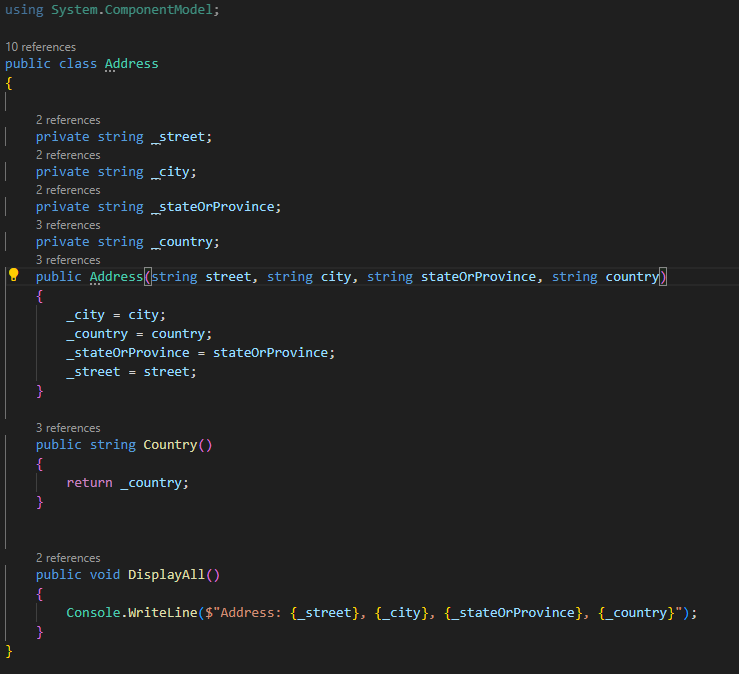 using System.ComponentModel;
10 references
public class Address
{
2 references
private string _street;
2 references
private string _city;
2 references
private string _stateOrProvince;
3 references
private string _country;
3 references
public Address(string street, string city, string stateOrProvince, string country)
{
_city = city;
_country = country;
_stateOrProvince = stateOrProvince;
_street = street;
}
3 references
public string Country()
{
return _country;
}
2 references
public void DisplayAll()
{
Console.WriteLine($"Address: {_street}, {_city}, {_stateOrProvince}, {_country}");
}
}